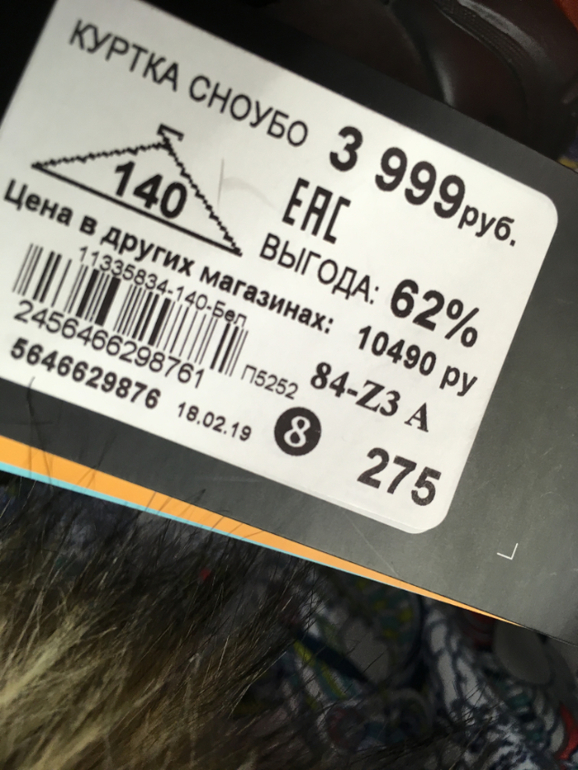 КУРТКА СНОУБО
3 999руб.
140
ЕАС
ВЫГОДА: 62%
Цена в других магазинах: 10490 ру
11335834-140-Бел
2456466298761
П5252
84-Z3 A
5646629876
18.02.19
8
275